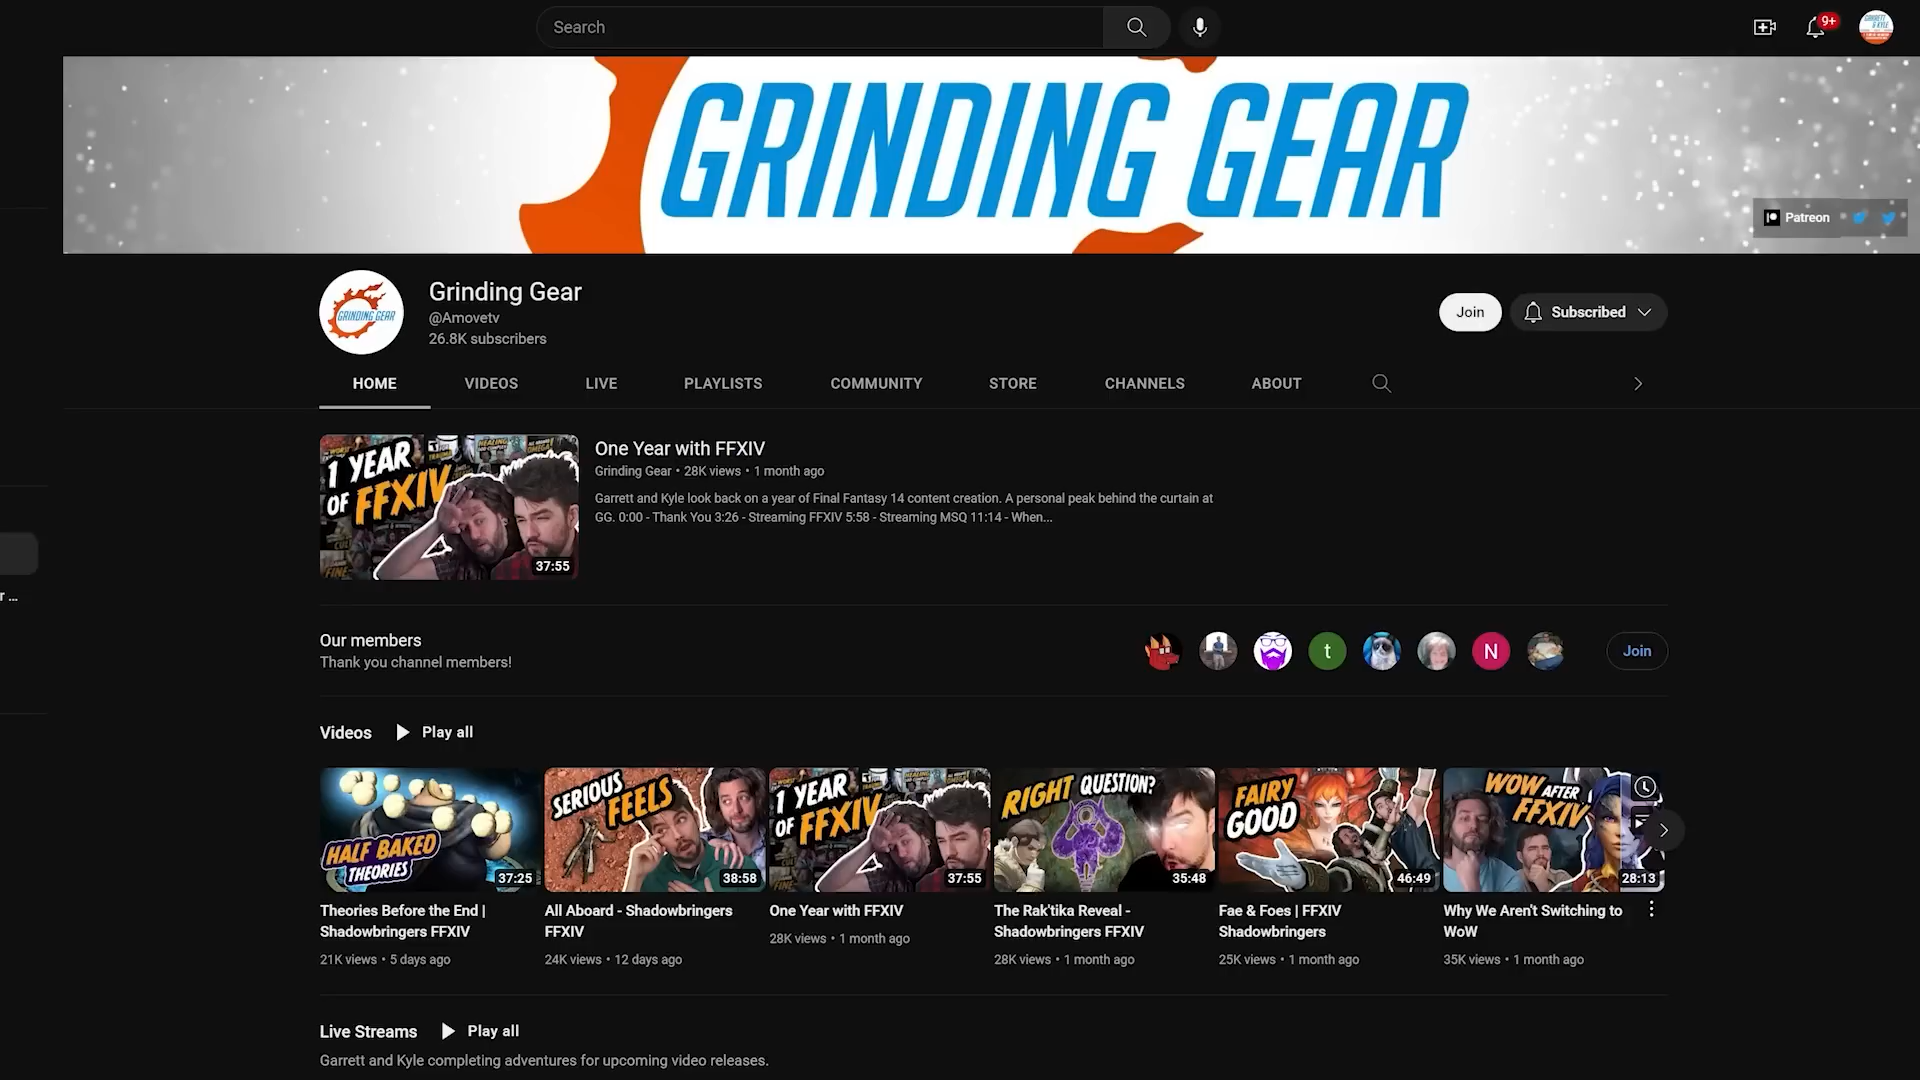 Search
9+
GRINDING GEAR
Patreon
GRINDING GEAR
Grinding Gear
@Amovetv
26.8K subscribers
Join
Subscribed
HOME
VIDEOS
LIVE
PLAYLISTS
COMMUNITY
STORE
CHANNELS
ABOUT
1 YEAR
OF FFXIV
37:55
One Year with FFXIV
Grinding Gear • 28K views • 1 month ago
Garrett and Kyle look back on a year of Final Fantasy 14 content creation. A personal peak behind the curtain at
GG. 0:00 - Thank You 3:26 - Streaming FFXIV 5:58 - Streaming MSQ 11:14 - When...
r ...
Our members
Thank you channel members!
t
N
Join
Videos
Play all
HALF BAKED
THEORIES
37:25
SERIOUS
FEELS
38:58
1 YEAR
OF FFXIV
37:55
RIGHT QUESTION?
35:48
FAIRY
GOOD
46:49
WOW AFTER
FFXIV
28:13
Theories Before the End |
Shadowbringers FFXIV
21K views • 5 days ago
All Aboard - Shadowbringers
FFXIV
24K views • 12 days ago
One Year with FFXIV
28K views • 1 month ago
The Rak'tika Reveal -
Shadowbringers FFXIV
28K views • 1 month ago
Fae & Foes | FFXIV
Shadowbringers
25K views • 1 month ago
Why We Aren't Switching to
WoW
35K views • 1 month ago
Live Streams
Play all
Garrett and Kyle completing adventures for upcoming video releases.